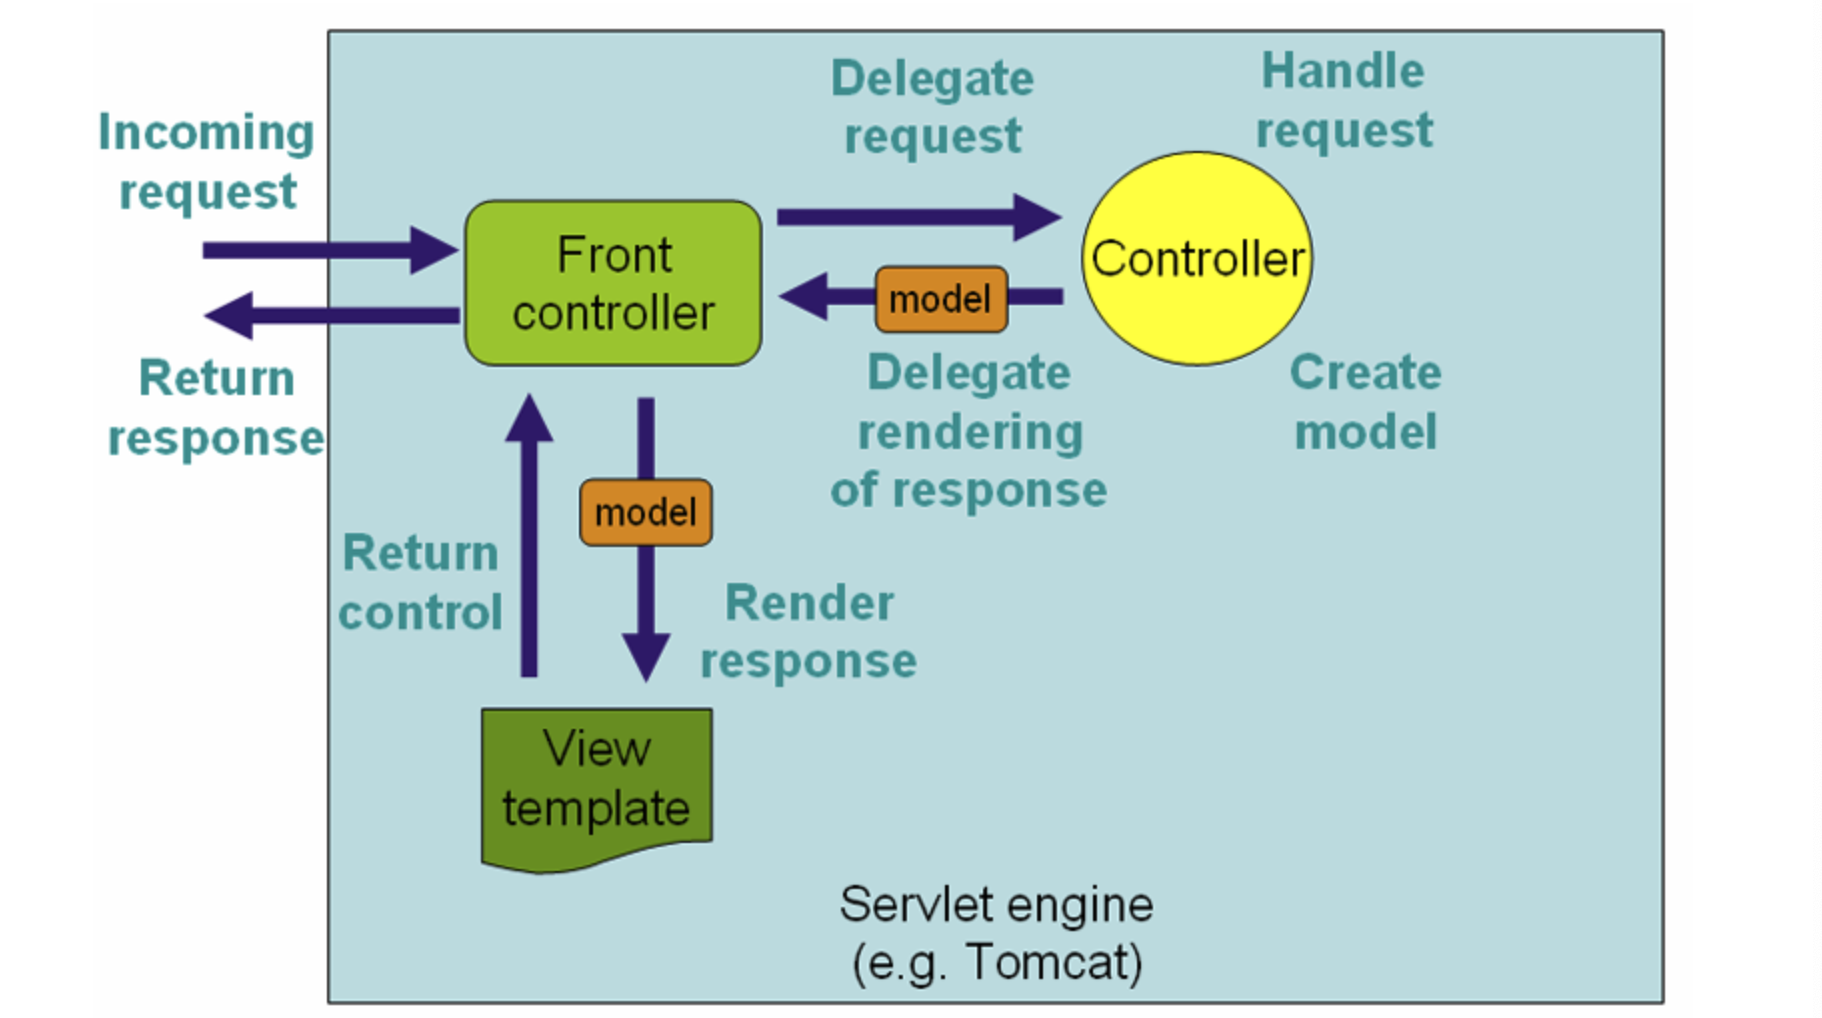 Incoming
request
Return
response
Delegate
request
Handle
request
Front
controller
Controller
model
Delegate
rendering
of response
Create
model
Return
control
model
Render
response
View
template
Servlet engine
(e.g. Tomcat)